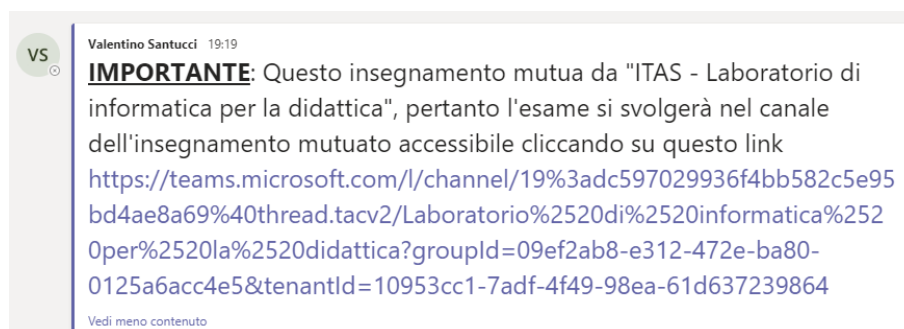 VS
Valentino Santucci 19:19
IMPORTANTE: Questo insegnamento mutua da "ITAS - Laboratorio di
informatica per la didattica", pertanto l'esame si svolgerà nel canale
dell'insegnamento mutuato accessibile cliccando su questo link
https://teams.microsoft.com/l/channel/19%3adc597029936f4bb582c5e95
bd4ae8a69%40thread.tacv2/Laboratorio%2520di%2520informatica%252
0per%2520la%2520didattica?groupId=09ef2ab8-e312-472e-ba80-
0125a6acc4e5&tenantId=10953cc1-7adf-4f49-98ea-61d637239864
Vedi meno contenuto